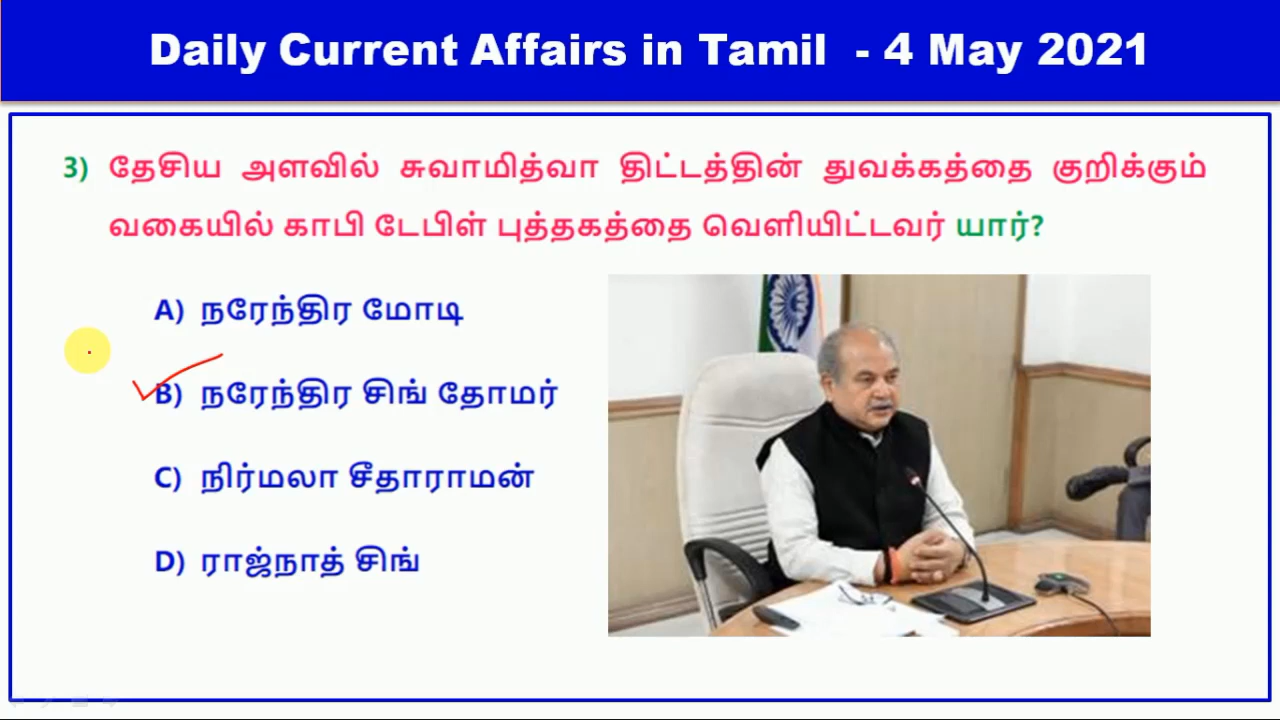 Daily Current Affairs in Tamil - 4 May 2021
3) தேசிய அளவில் சுவாமித்வா திட்டத்தின் துவக்கத்தை குறிக்கும்
வகையில் காபி டேபிள் புத்தகத்தை வெளியிட்டவர் யார்?
A) நரேந்திர மோடி
B) நரேந்திர சிங் தோமர்
C) நிர்மலா சீதாராமன்
D) ராஜ்நாத் சிங்